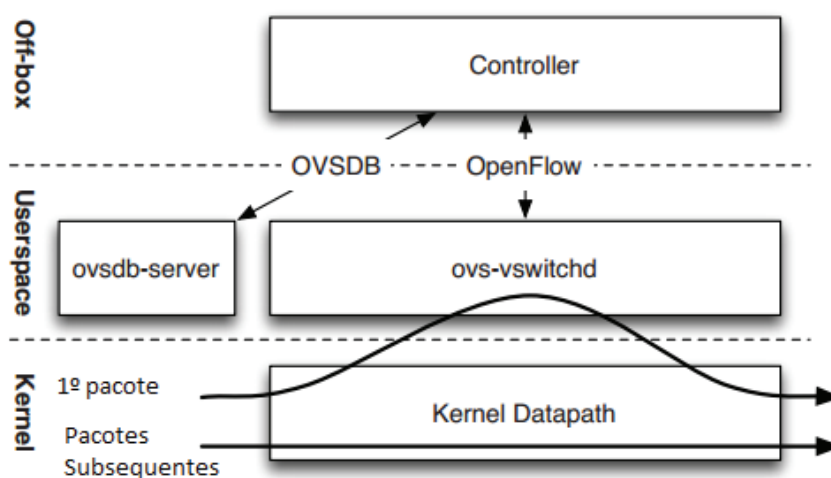 Off-box
Controller
OVSDB
OpenFlow
Userspace
ovsdb-server
ovs-vswitchd
Kernel
1º pacote
Kernel Datapath
Pacotes
Subsequentes